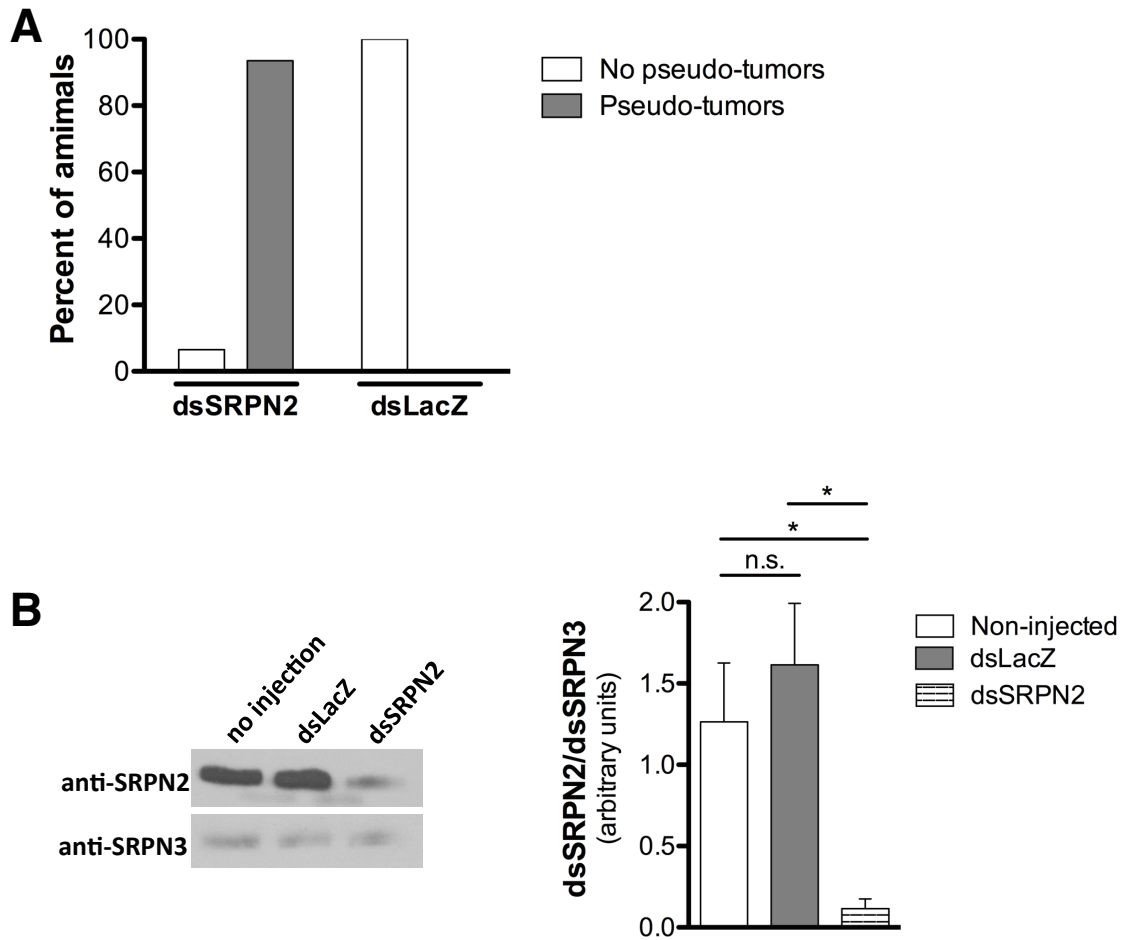 A
Percent of amimals
100
80
60
40
20
0
dsSRPN2
dsLacZ
No pseudo-tumors
Pseudo-tumors
B
no injection
dsLacZ
dsSRPN2
anti-SRPN2
anti-SRPN3
*
*
n.s.
dsSRPN2/dsSRPN3
(arbitrary units)
2.0
1.5
1.0
0.5
0.0
Non-injected
dsLacZ
dsSRPN2